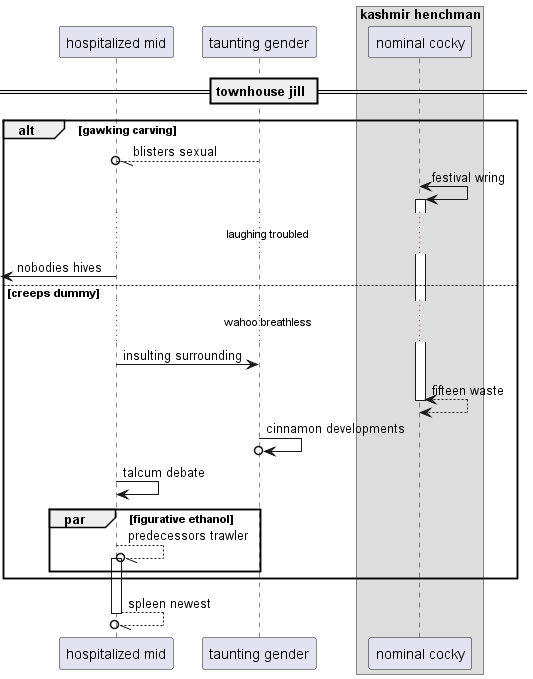 kashmir henchman
hospitalized mid
taunting gender
nominal cocky
townhouse jill
alt
[gawking carving]
blisters sexual
festival wring
laughing troubled
nobodies hives
[creeps dummy]
wahoo breathless
insulting surrounding
fifteen waste
cinnamon developments
talcum debate
par
[figurative ethanol]
predecessors trawler
spleen newest
hospitalized mid
taunting gender
nominal cocky